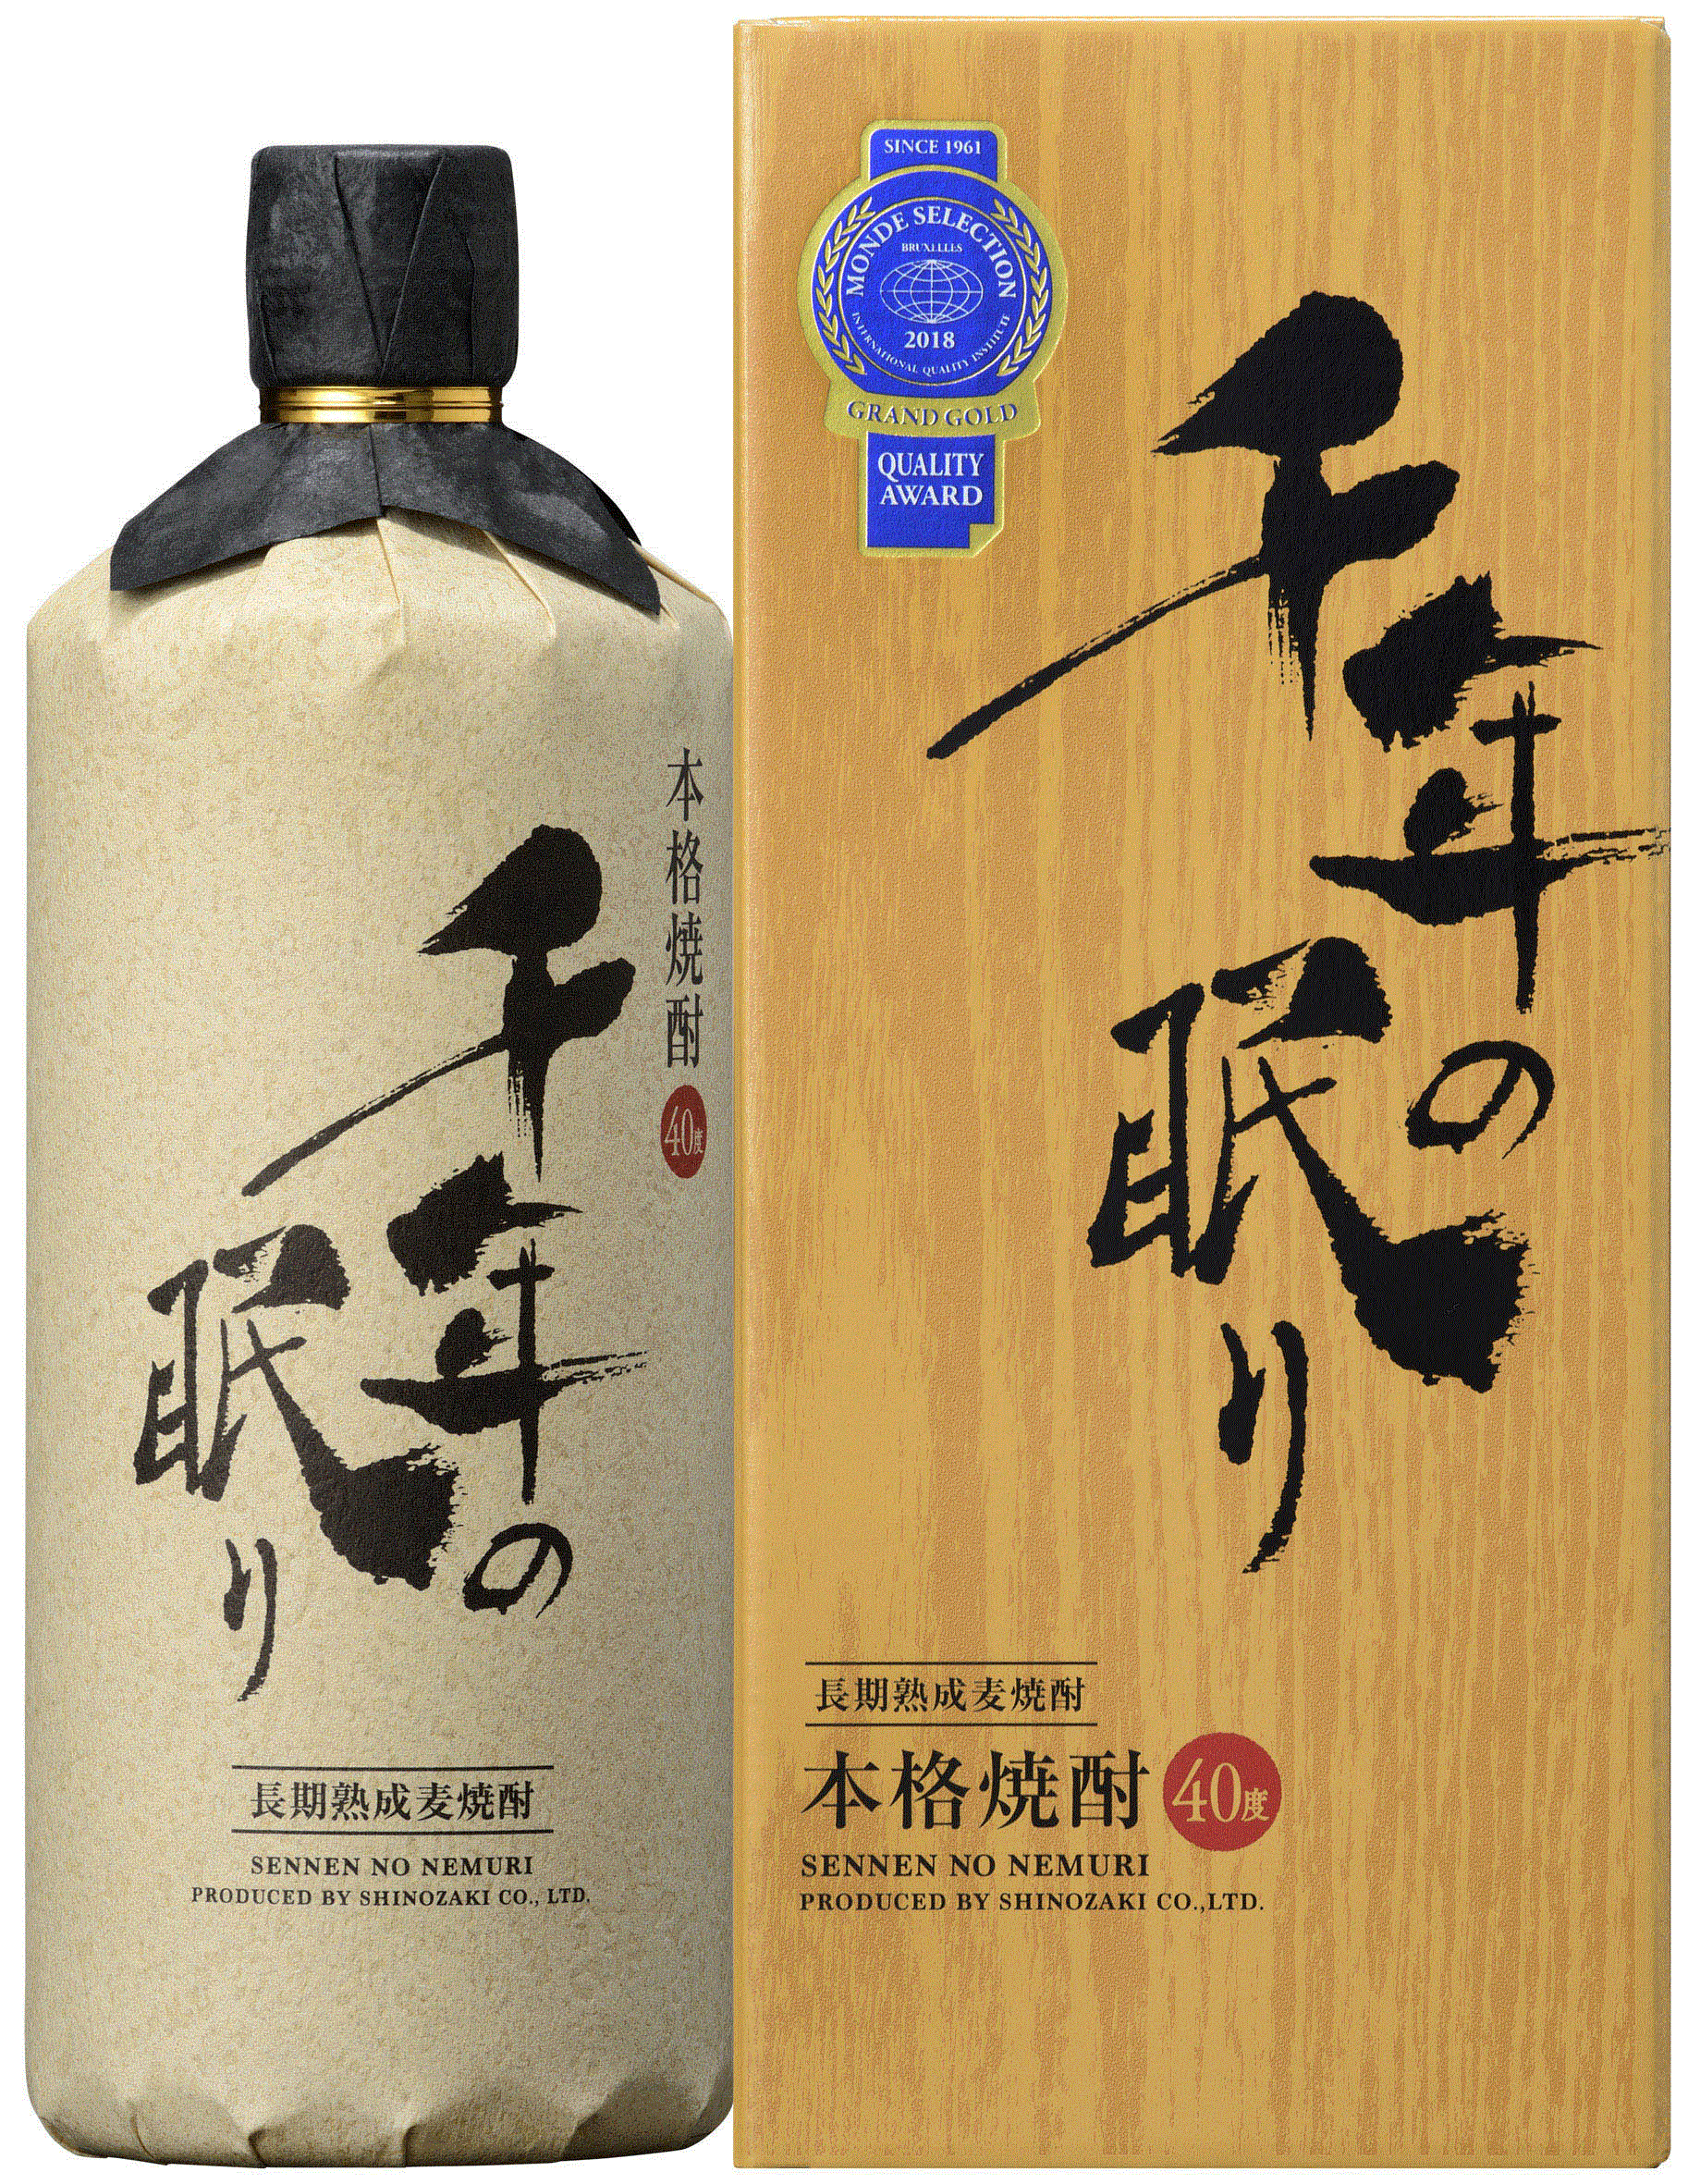 本格焼酎
40度
千年の
眠り
長期熟成麦焼酎
SENNEN NO NEMURI
PRODUCED BY SHINOZAKI CO., LTD.
SINCE 1961
MONDE SELECTION
BRUXELLES
2018
INTERNATIONAL QUALITY INSTITUTE
GRAND GOLD
QUALITY
AWARD
千年の
眠り
長期熟成麦焼酎
本格焼酎 40度
SENNEN NO NEMURI
PRODUCED BY SHINOZAKI CO.,LTD.